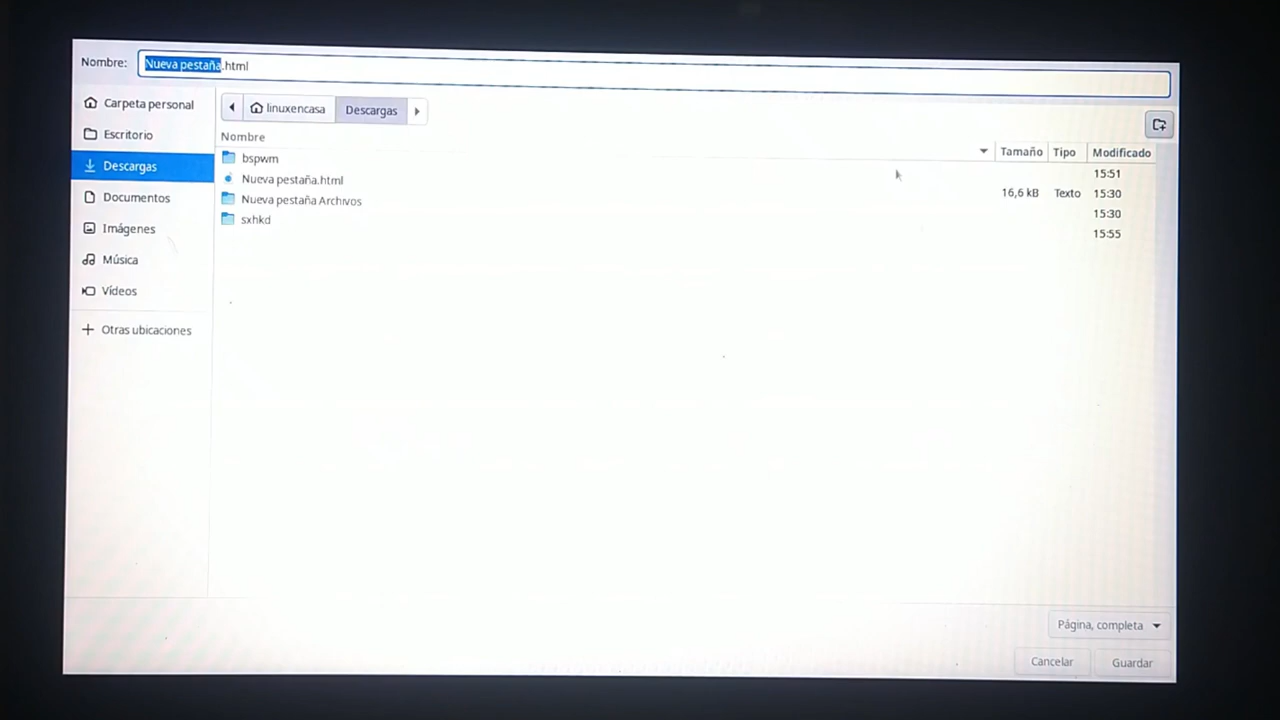 Nombre: Nueva pestaña.html
Carpeta personal
Escritorio
Descargas
Documentos
Imágenes
Música
Vídeos
Otras ubicaciones
linuxencasa Descargas
Nombre Tamaño Tipo Modificado
bspwm 15:51
Nueva pestaña.html 16,6 kB Texto 15:30
Nueva pestaña Archivos 15:30
sxhkd 15:55
Página, completa
Cancelar Guardar